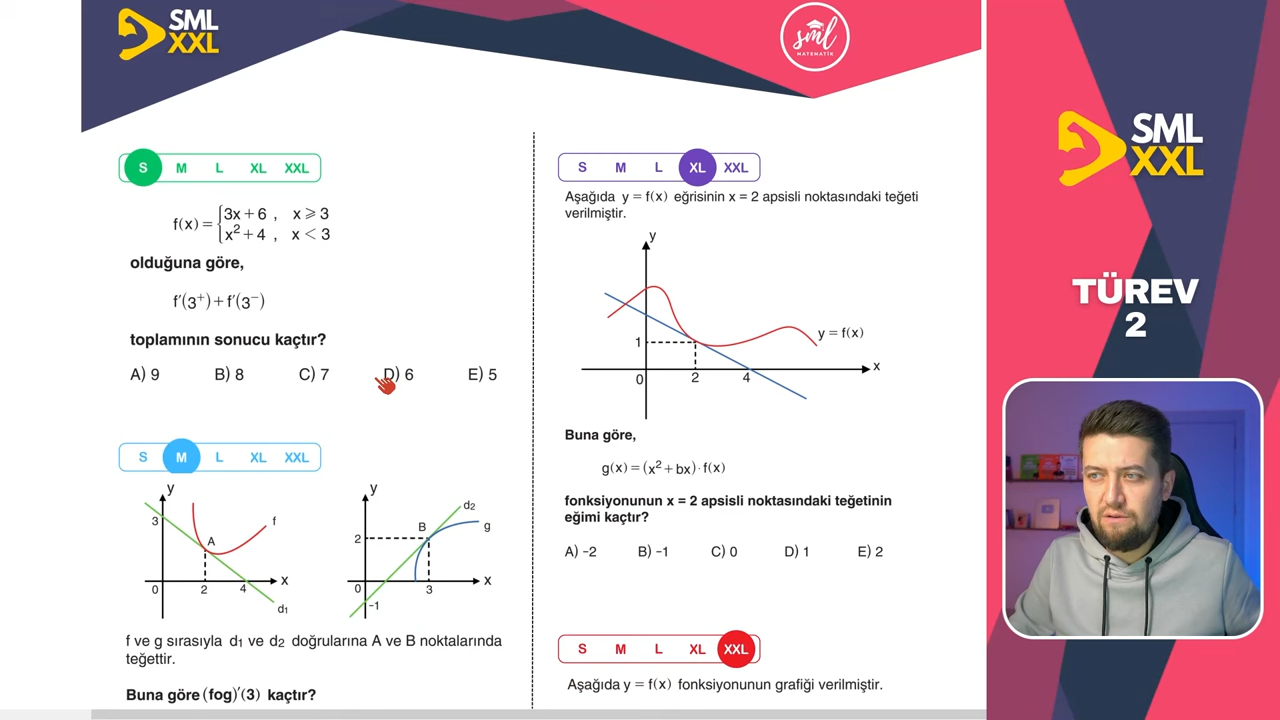 SML
XXL
sml
MATEMATİK
S M L XL XXL
f(x) = { 3x + 6 , x ⩾ 3
x² + 4 , x < 3
olduğuna göre,
f′(3⁺) + f′(3⁻)
toplamının sonucu kaçtır?
A) 9 B) 8 C) 7 D) 6 E) 5
S M L XL XXL
y
3
A
f
0 2 4 x
d₁
y
d₂
B
g
2
0 3 x
−1
f ve g sırasıyla d₁ ve d₂ doğrularına A ve B noktalarında
teğettir.
Buna göre (fog)′(3) kaçtır?
S M L XL XXL
Aşağıda y = f(x) eğrisinin x = 2 apsisli noktasındaki teğeti
verilmiştir.
y
y = f(x)
1
0 2 4 x
Buna göre,
g(x) = (x² + bx) · f(x)
fonksiyonunun x = 2 apsisli noktasındaki teğetinin
eğimi kaçtır?
A) -2 B) -1 C) 0 D) 1 E) 2
S M L XL XXL
Aşağıda y = f(x) fonksiyonunun grafiği verilmiştir.
SML
XXL
TÜREV
2